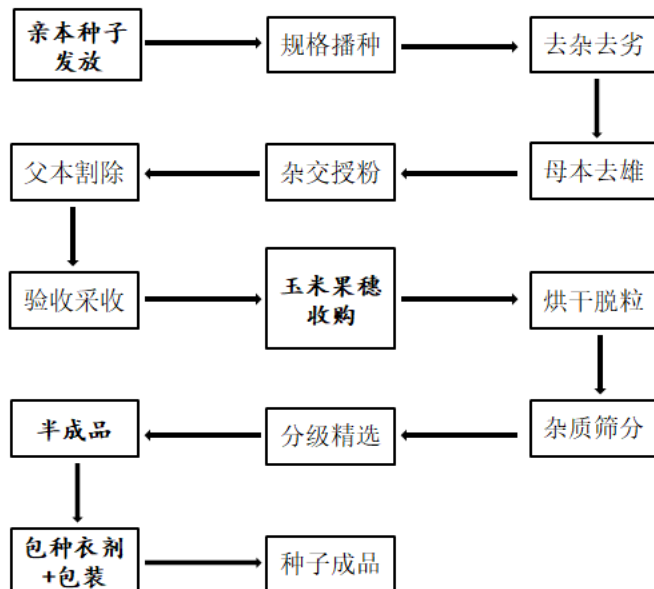 亲本种子
发放
规格播种
去杂去劣
母本去雄
杂交授粉
父本割除
验收采收
玉米果穗
收购
烘干脱粒
杂质筛分
分级精选
半成品
包种衣剂
+包装
种子成品